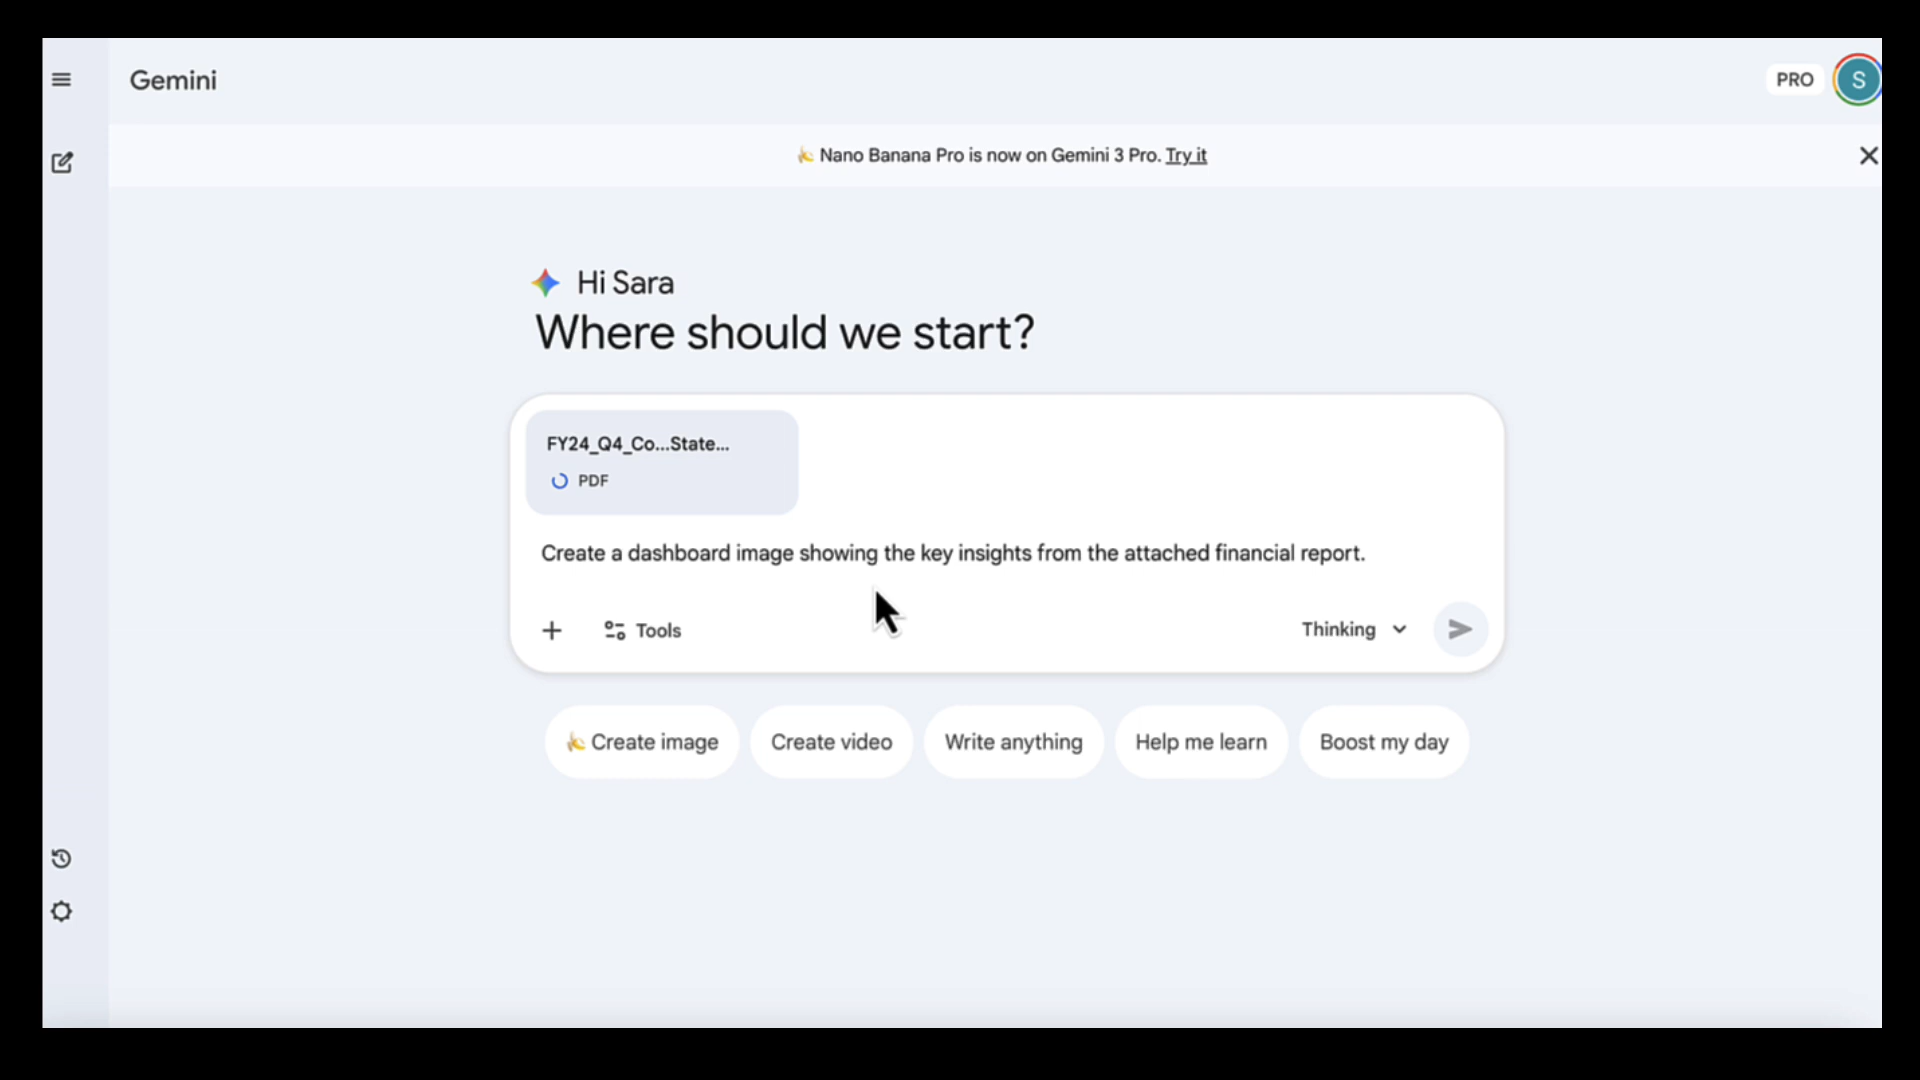 Gemini
PRO
S
Nano Banana Pro is now on Gemini 3 Pro. Try it
Hi Sara
Where should we start?
FY24_Q4_Co...State...
PDF
Create a dashboard image showing the key insights from the attached financial report.
Tools
Thinking
Create image
Create video
Write anything
Help me learn
Boost my day